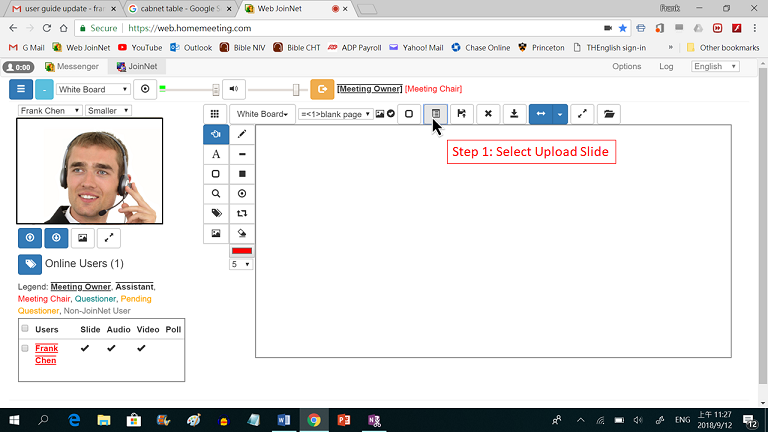 user guide update - fra
cabnet table - Google S
Web JoinNet
Frank
Secure
https://web.homemeeting.com
G Mail
Web JoinNet
YouTube
Outlook
Bible NIV
Bible CHT
ADP Payroll
Yahoo! Mail
Chase Online
Princeton
THEnglish sign-in
»
Other bookmarks
0:00
Messenger
JoinNet
Options
Log
English
White Board
[Meeting Owner] [Meeting Chair]
Frank Chen
Smaller
White Board
=<1>blank page
Step 1: Select Upload Slide
A
5
Online Users (1)
Legend: Meeting Owner, Assistant,
Meeting Chair, Questioner, Pending
Questioner, Non-JoinNet User
Users Slide Audio Video Poll
Frank
Chen
ENG
上午 11:27
2018/9/12
12